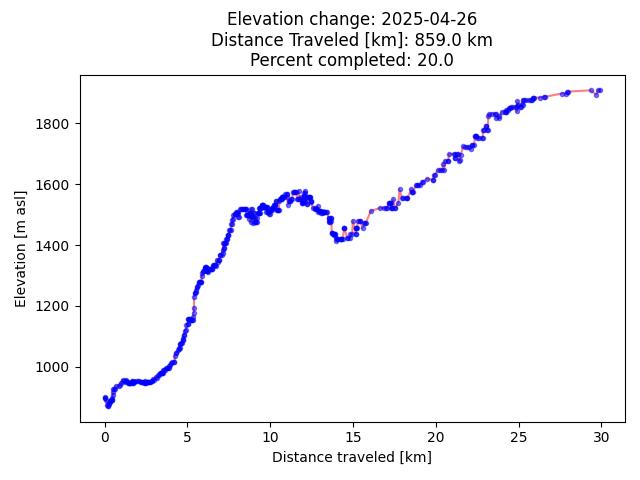 Elevation change: 2025-04-26
Distance Traveled [km]: 859.0 km
Percent completed: 20.0
1800
1600
1400
1200
1000
Elevation [m asl]
0 5 10 15 20 25 30
Distance traveled [km]